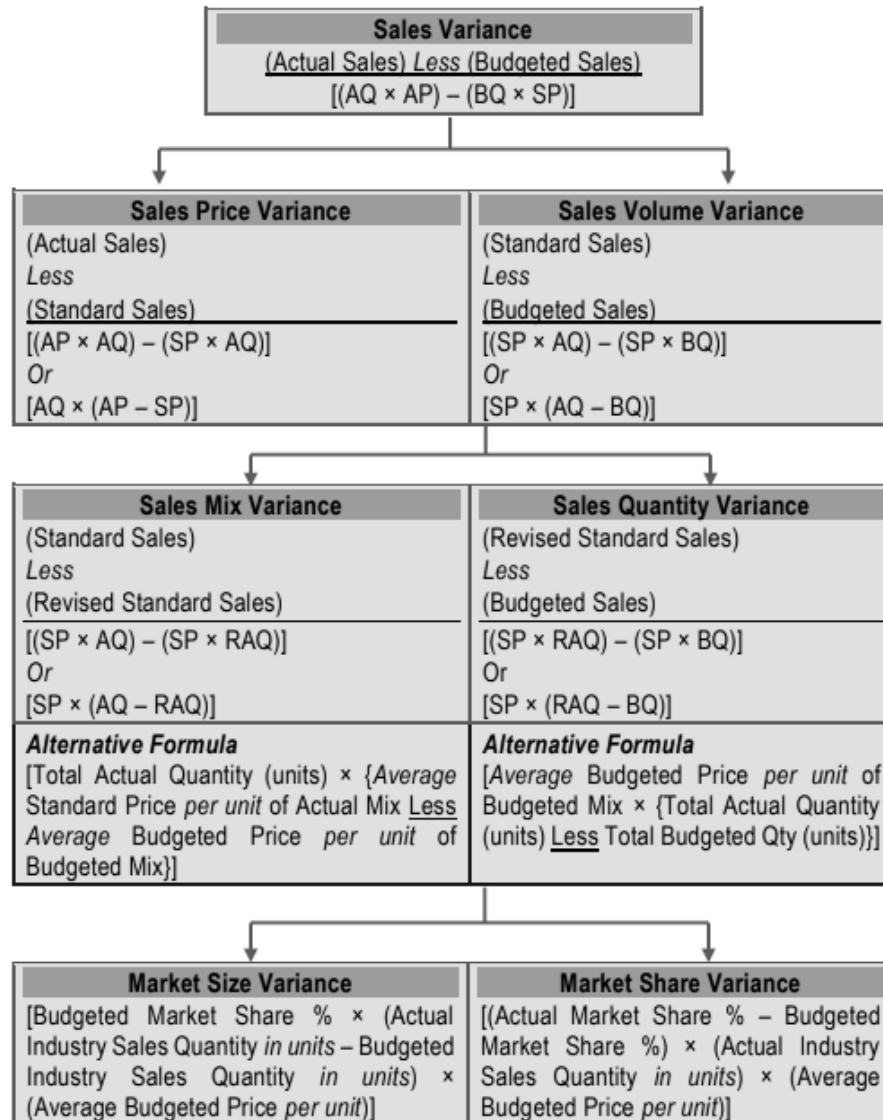 Sales Variance
(Actual Sales) Less (Budgeted Sales)
[(AQ × AP) – (BQ × SP)]
Sales Price Variance
(Actual Sales)
Less
(Standard Sales)
[(AP × AQ) – (SP × AQ)]
Or
[AQ × (AP – SP)]
Sales Volume Variance
(Standard Sales)
Less
(Budgeted Sales)
[(SP × AQ) – (SP × BQ)]
Or
[SP × (AQ – BQ)]
Sales Mix Variance
(Standard Sales)
Less
(Revised Standard Sales)
[(SP × AQ) – (SP × RAQ)]
Or
[SP × (AQ – RAQ)]
Alternative Formula
[Total Actual Quantity (units) × {Average
Standard Price per unit of Actual Mix Less
Average Budgeted Price per unit of
Budgeted Mix}]
Sales Quantity Variance
(Revised Standard Sales)
Less
(Budgeted Sales)
[(SP × RAQ) – (SP × BQ)]
Or
[SP × (RAQ – BQ)]
Alternative Formula
[Average Budgeted Price per unit of
Budgeted Mix × {Total Actual Quantity
(units) Less Total Budgeted Qty (units)}]
Market Size Variance
[Budgeted Market Share % × (Actual
Industry Sales Quantity in units – Budgeted
Industry Sales Quantity in units) ×
(Average Budgeted Price per unit)]
Market Share Variance
[(Actual Market Share % – Budgeted
Market Share %) × (Actual Industry
Sales Quantity in units) × (Average
Budgeted Price per unit)]